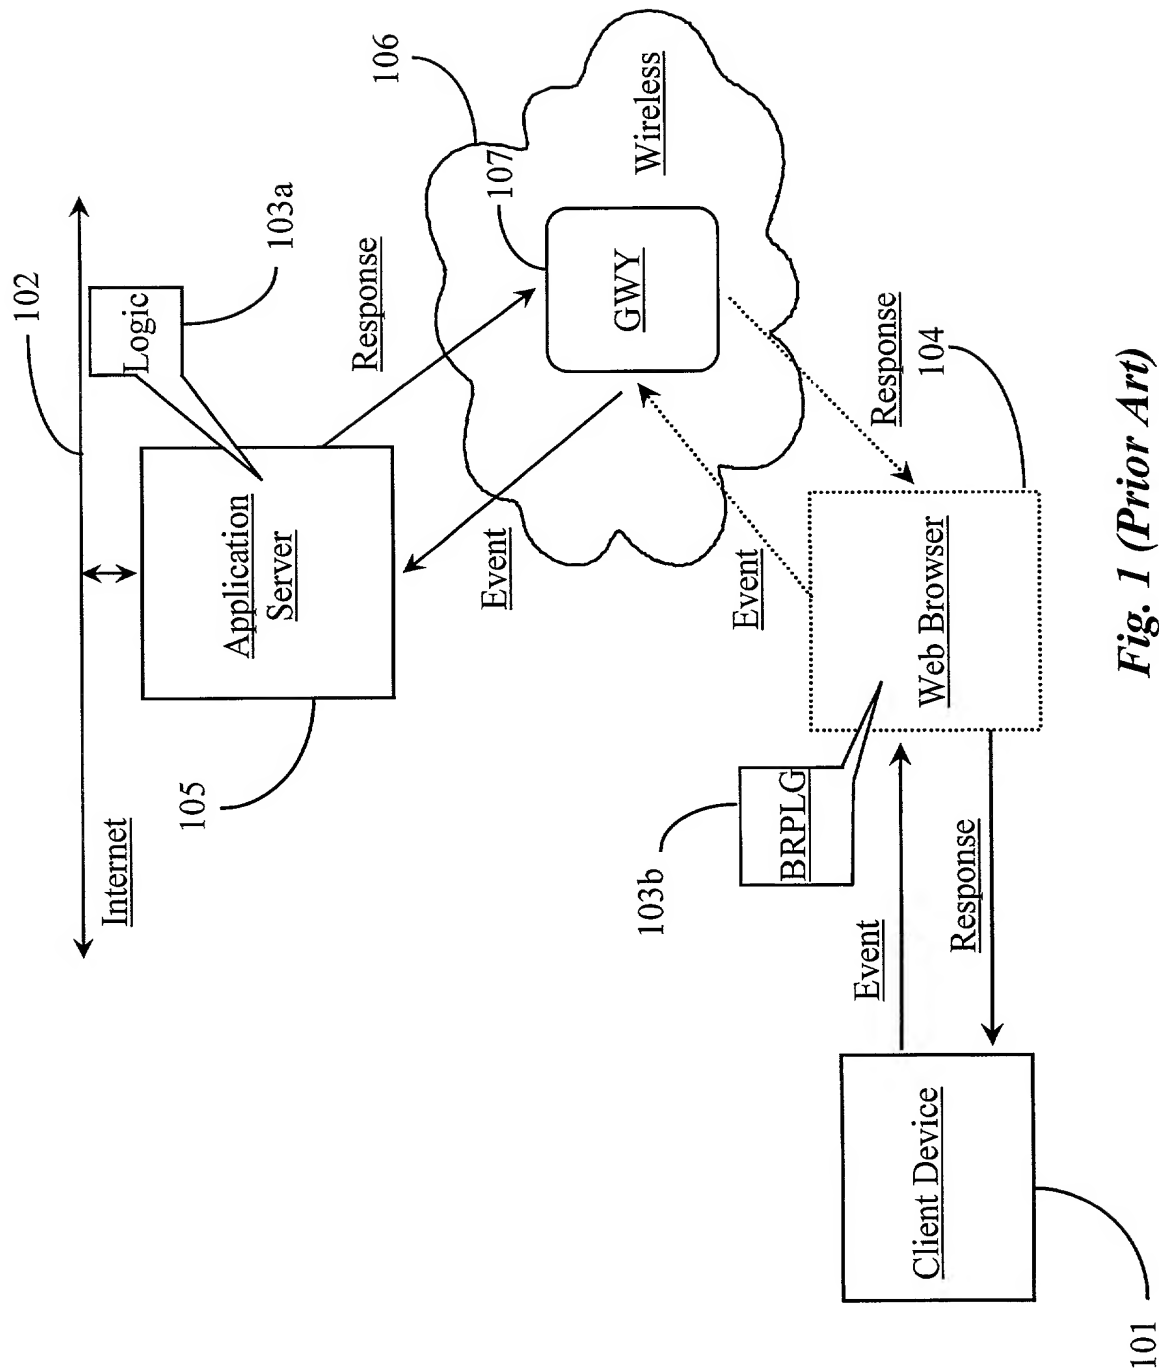 102
Internet
Logic
103a
Application
Server
105
Response
Event
106
107
GWY
Wireless
Event
Response
104
Web Browser
BRPLG
103b
Event
Response
Client Device
101
Fig. 1 (Prior Art)